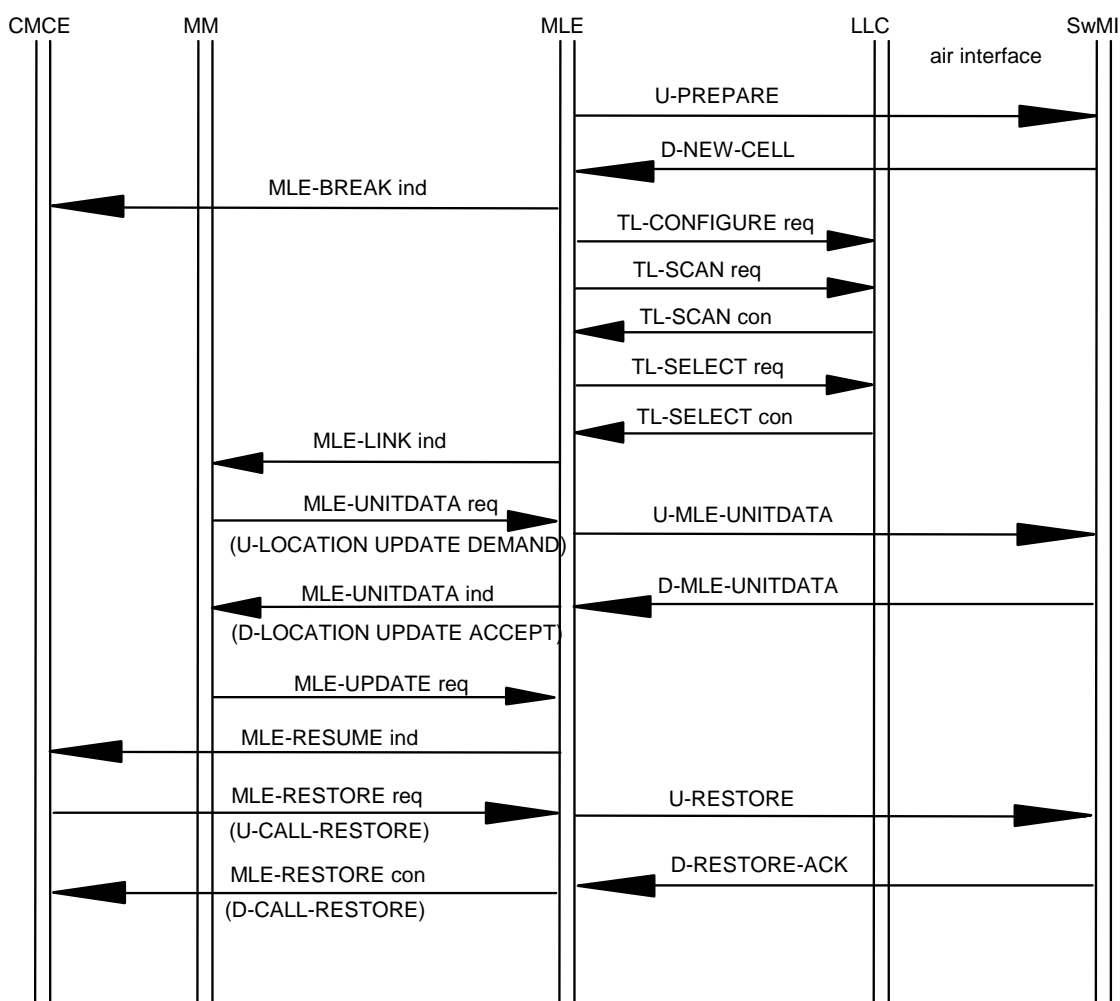 CMCE MM MLE LLC SwMI
air interface
U-PREPARE
D-NEW-CELL
MLE-BREAK ind
TL-CONFIGURE req
TL-SCAN req
TL-SCAN con
TL-SELECT req
TL-SELECT con
MLE-LINK ind
MLE-UNITDATA req
U-MLE-UNITDATA
(U-LOCATION UPDATE DEMAND)
D-MLE-UNITDATA
MLE-UNITDATA ind
(D-LOCATION UPDATE ACCEPT)
MLE-UPDATE req
MLE-RESUME ind
MLE-RESTORE req
U-RESTORE
(U-CALL-RESTORE)
D-RESTORE-ACK
MLE-RESTORE con
(D-CALL-RESTORE)